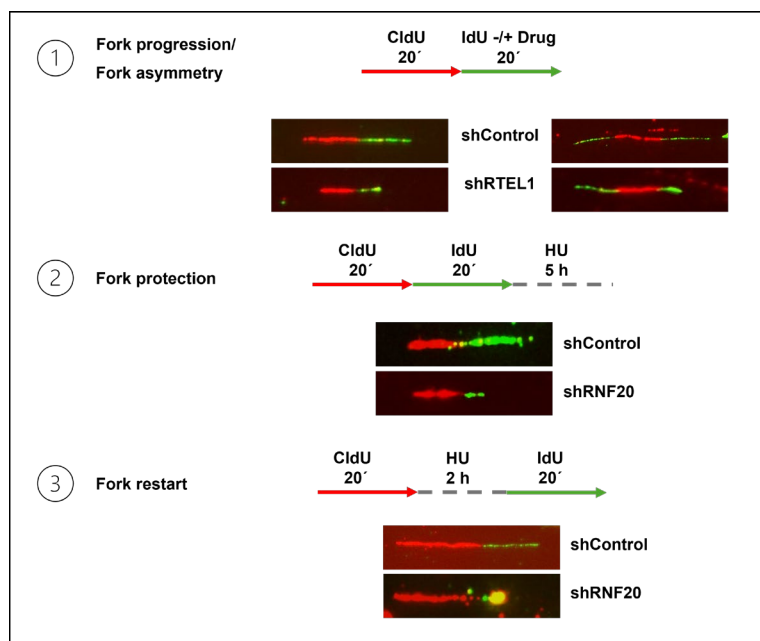 1
Fork progression/
Fork asymmetry
CldU
20´
IdU -/+ Drug
20´
shControl
shRTEL1
2
Fork protection
CldU
20´
IdU
20´
HU
5 h
shControl
shRNF20
3
Fork restart
CldU
20´
HU
2 h
IdU
20´
shControl
shRNF20